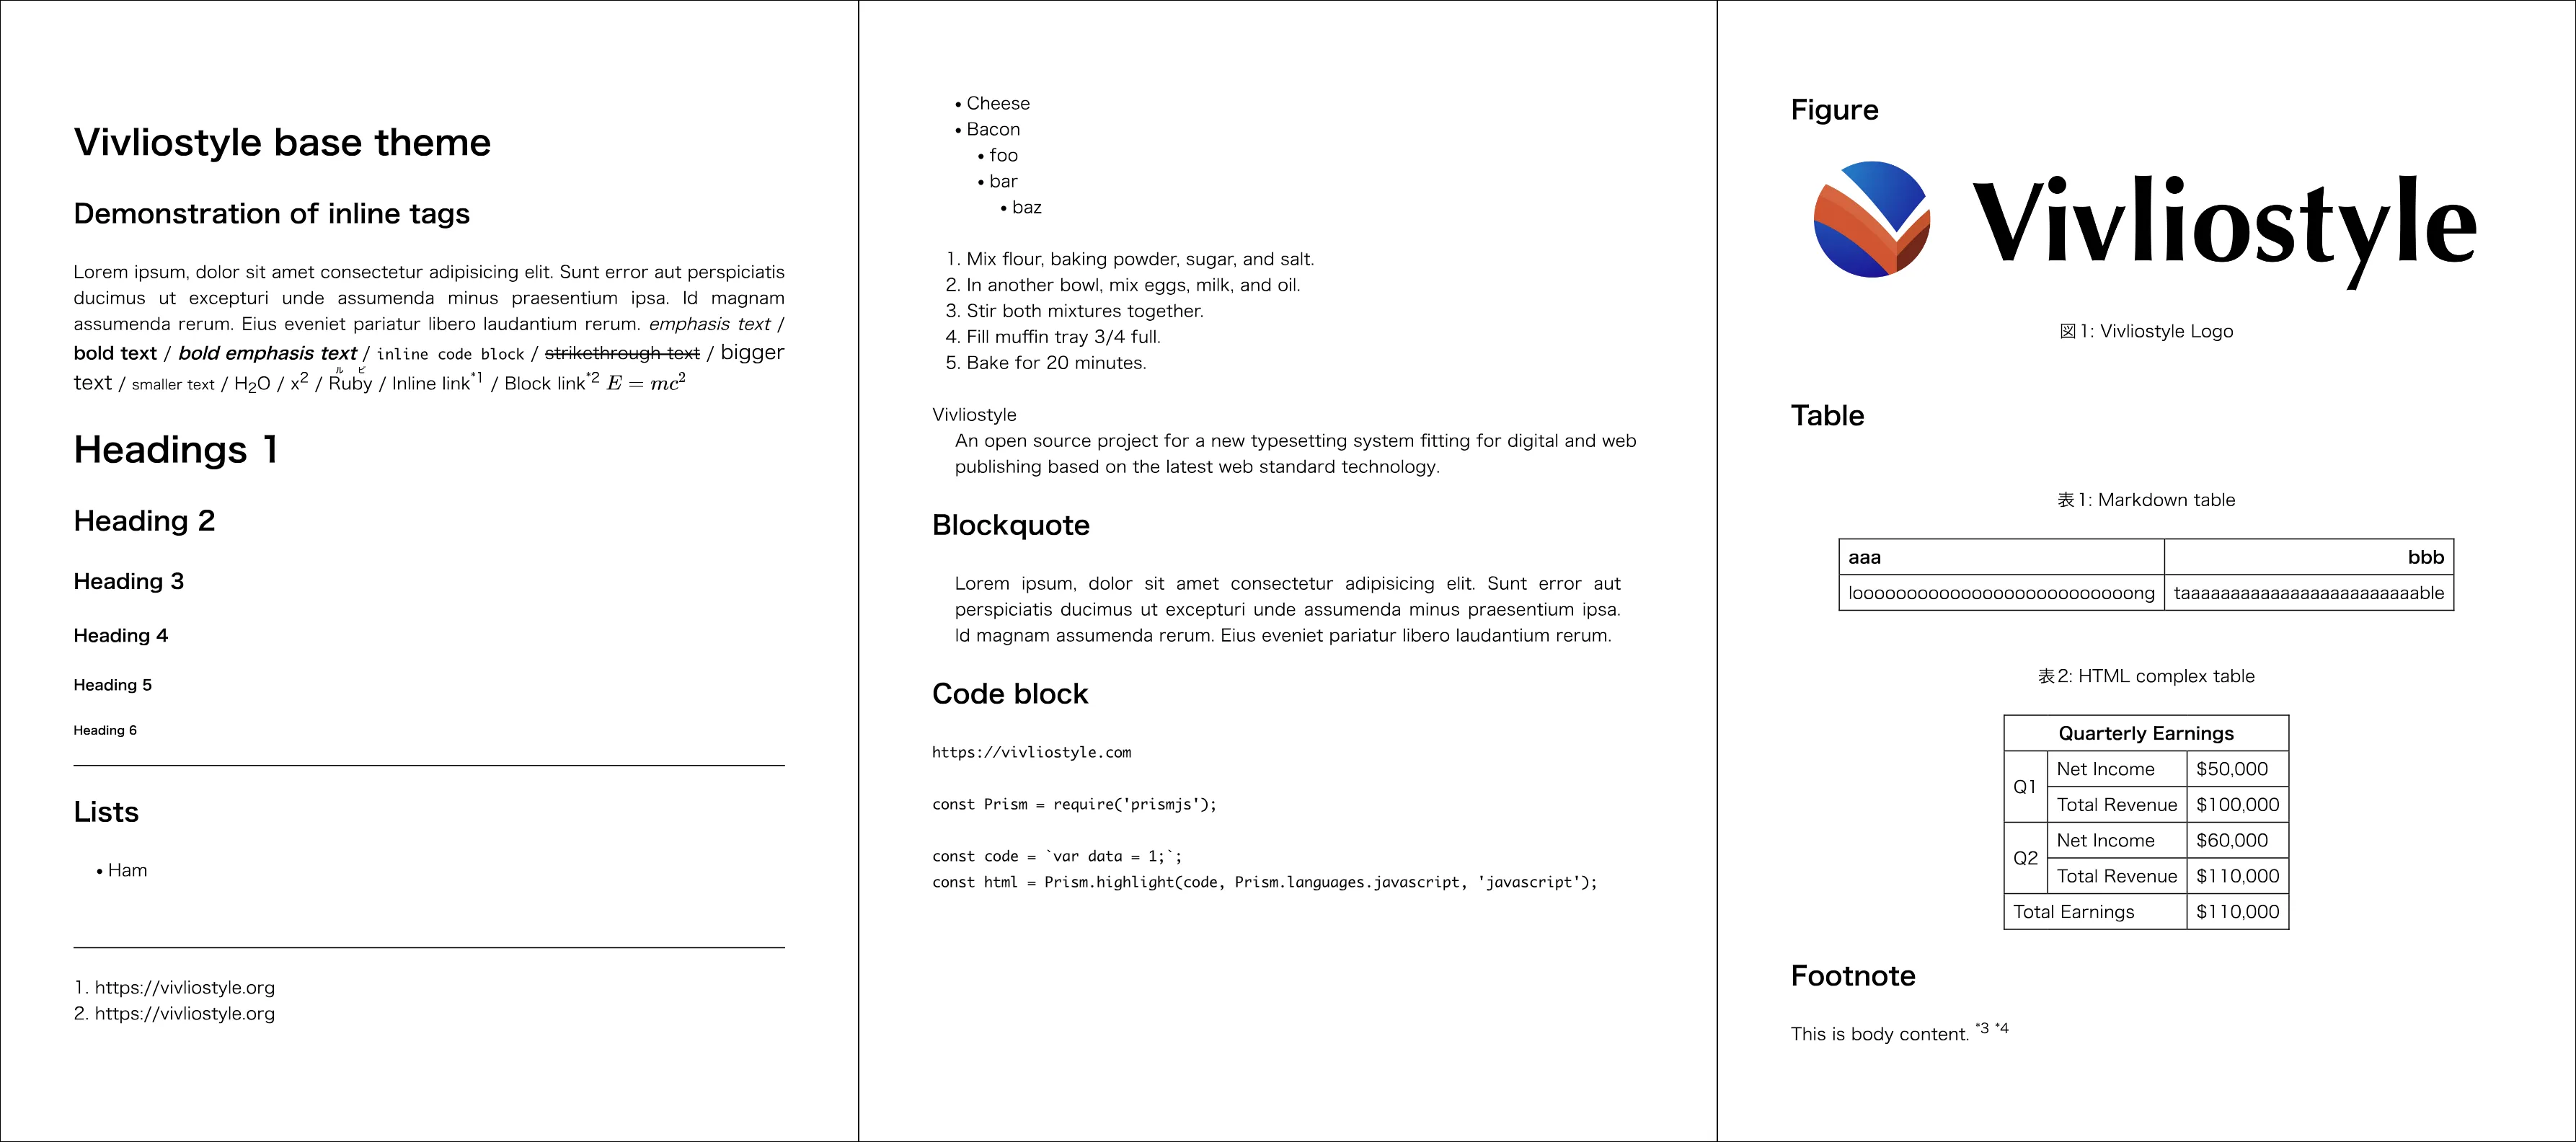 Vivliostyle base theme
Demonstration of inline tags
Lorem ipsum, dolor sit amet consectetur adipisicing elit. Sunt error aut perspiciatis
ducimus ut excepturi unde assumenda minus praesentium ipsa. Id magnam
assumenda rerum. Eius eveniet pariatur libero laudantium rerum. emphasis text /
bold text / bold emphasis text / inline code block / strikethrough text / bigger
ルビ
text / smaller text / H2O / x2 / Ruby / Inline link*1 / Block link*2 E = mc2
Headings 1
Heading 2
Heading 3
Heading 4
Heading 5
Heading 6
Lists
• Ham
1. https://vivliostyle.org
2. https://vivliostyle.org
• Cheese
• Bacon
• foo
• bar
• baz
1. Mix flour, baking powder, sugar, and salt.
2. In another bowl, mix eggs, milk, and oil.
3. Stir both mixtures together.
4. Fill muffin tray 3/4 full.
5. Bake for 20 minutes.
Vivliostyle
An open source project for a new typesetting system fitting for digital and web
publishing based on the latest web standard technology.
Blockquote
Lorem ipsum, dolor sit amet consectetur adipisicing elit. Sunt error aut
perspiciatis ducimus ut excepturi unde assumenda minus praesentium ipsa.
Id magnam assumenda rerum. Eius eveniet pariatur libero laudantium rerum.
Code block
https://vivliostyle.com
const Prism = require('prismjs');
const code = `var data = 1;`;
const html = Prism.highlight(code, Prism.languages.javascript, 'javascript');
Figure
Vivliostyle
図1: Vivliostyle Logo
Table
表1: Markdown table
aaa bbb
looooooooooooooooooooooooooong taaaaaaaaaaaaaaaaaaaaaaaaable
表2: HTML complex table
Quarterly Earnings
Q1 Net Income $50,000
Total Revenue $100,000
Q2 Net Income $60,000
Total Revenue $110,000
Total Earnings $110,000
Footnote
This is body content. *3 *4